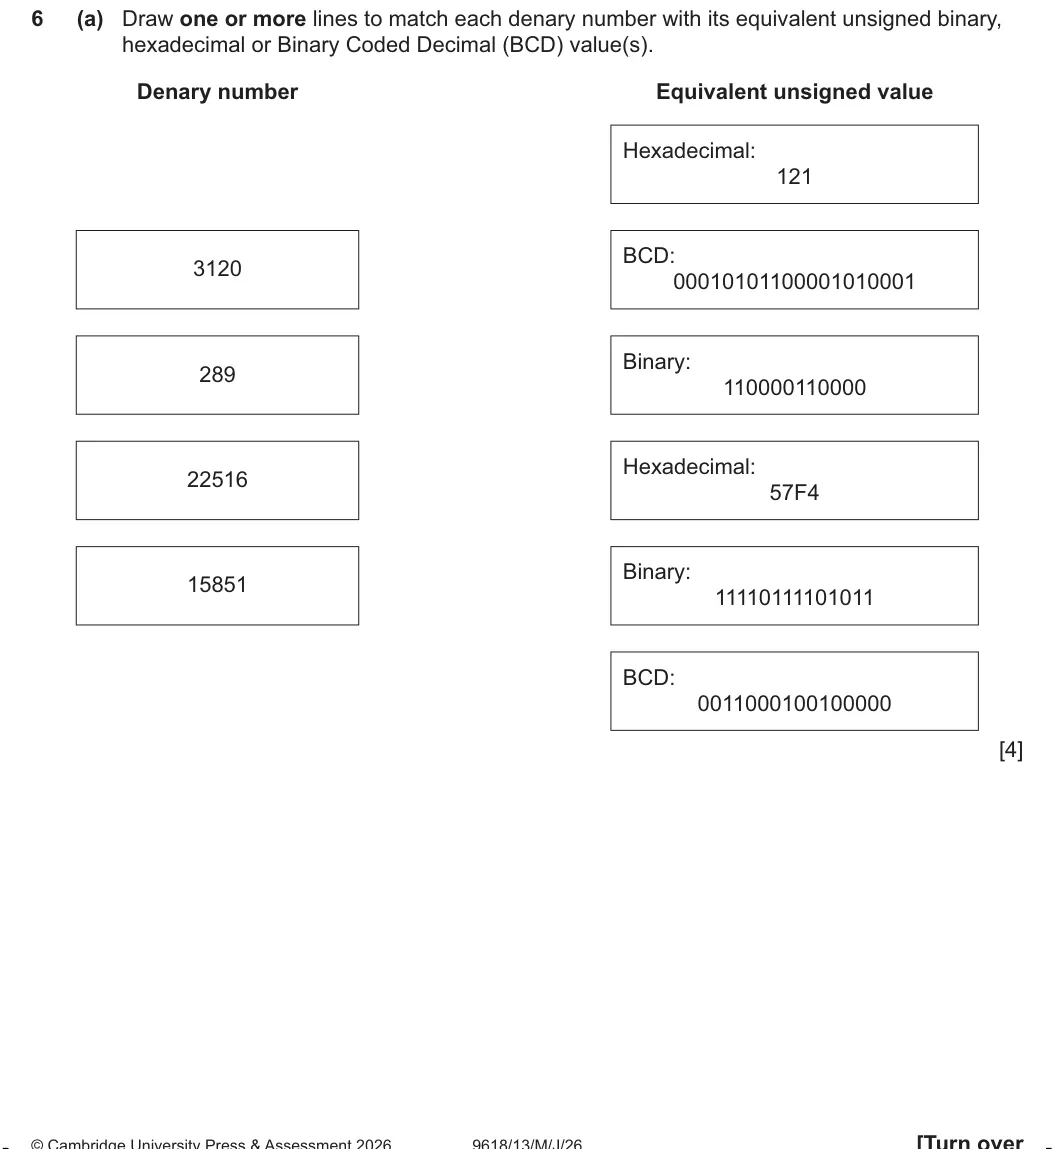 6 (a) Draw one or more lines to match each denary number with its equivalent unsigned binary,
hexadecimal or Binary Coded Decimal (BCD) value(s).
Denary number Equivalent unsigned value
Hexadecimal:
121
3120
BCD:
00010101100001010001
289
Binary:
110000110000
22516
Hexadecimal:
57F4
15851
Binary:
11110111101011
BCD:
0011000100100000
[4]
© Cambridge University Press & Assessment 2026 9618/13/M/J/26 [Turn over